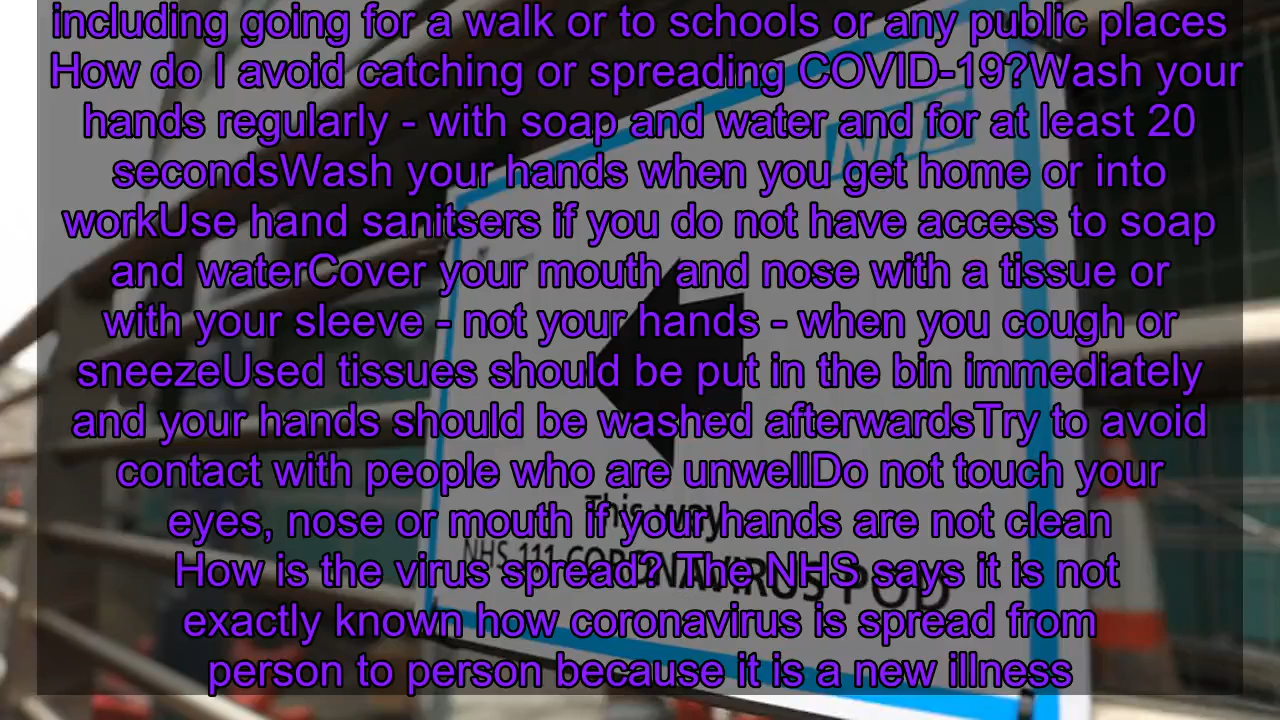 including going for a walk or to schools or any public places
How do I avoid catching or spreading COVID-19?Wash your
hands regularly - with soap and water and for at least 20
secondsWash your hands when you get home or into
workUse hand sanitsers if you do not have access to soap
and waterCover your mouth and nose with a tissue or
with your sleeve - not your hands - when you cough or
sneezeUsed tissues should be put in the bin immediately
and your hands should be washed afterwardsTry to avoid
contact with people who are unwellDo not touch your
eyes, nose or mouth if your hands are not clean
How is the virus spread? The NHS says it is not
exactly known how coronavirus is spread from
person to person because it is a new illness
NHS
This way
NHS 111 CORONAVIRUS POD